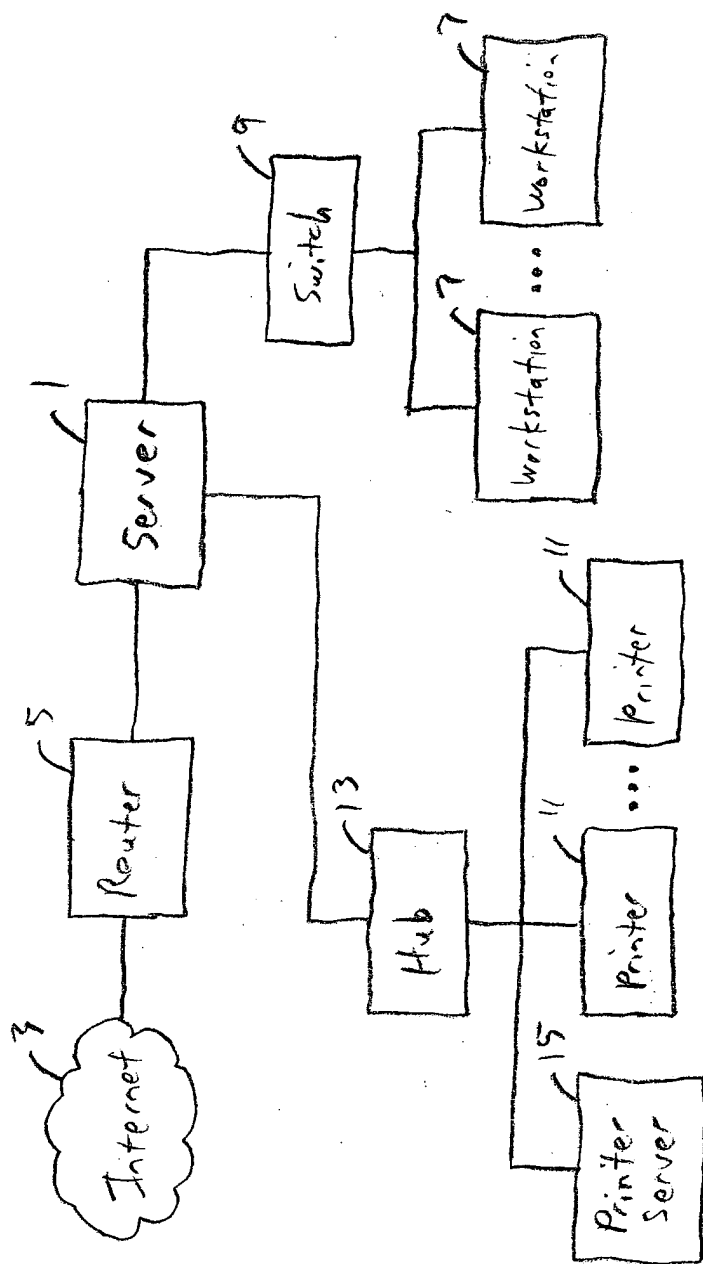 3
Internet
5
Router
1
Server
9
Switch
7
Workstation
...
7
Workstation
13
Hub
15
Printer
Server
11
Printer
...
11
Printer